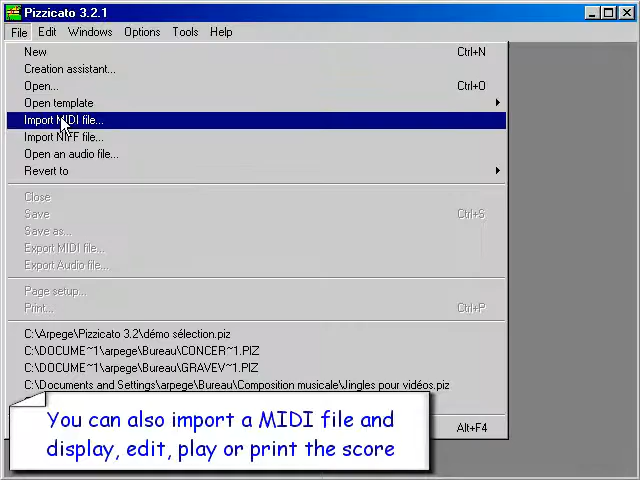 Pizzicato 3.2.1
File Edit Windows Options Tools Help
New Ctrl+N
Creation assistant...
Open... Ctrl+O
Open template
Import MIDI file...
Import NIFF file...
Open an audio file...
Revert to
Close
Save Ctrl+S
Save as...
Export MIDI file...
Export Audio file...
Page setup...
Print... Ctrl+P
C:\Arpege\Pizzicato 3.2\démo sélection.piz
C:\DOCUME~1\arpege\Bureau\CONCER~1.PIZ
C:\DOCUME~1\arpege\Bureau\GRAVEV~1.PIZ
C:\Documents and Settings\arpege\Bureau\Composition musicale\Jingles pour vidéos.piz
Alt+F4
You can also import a MIDI file and
display, edit, play or print the score